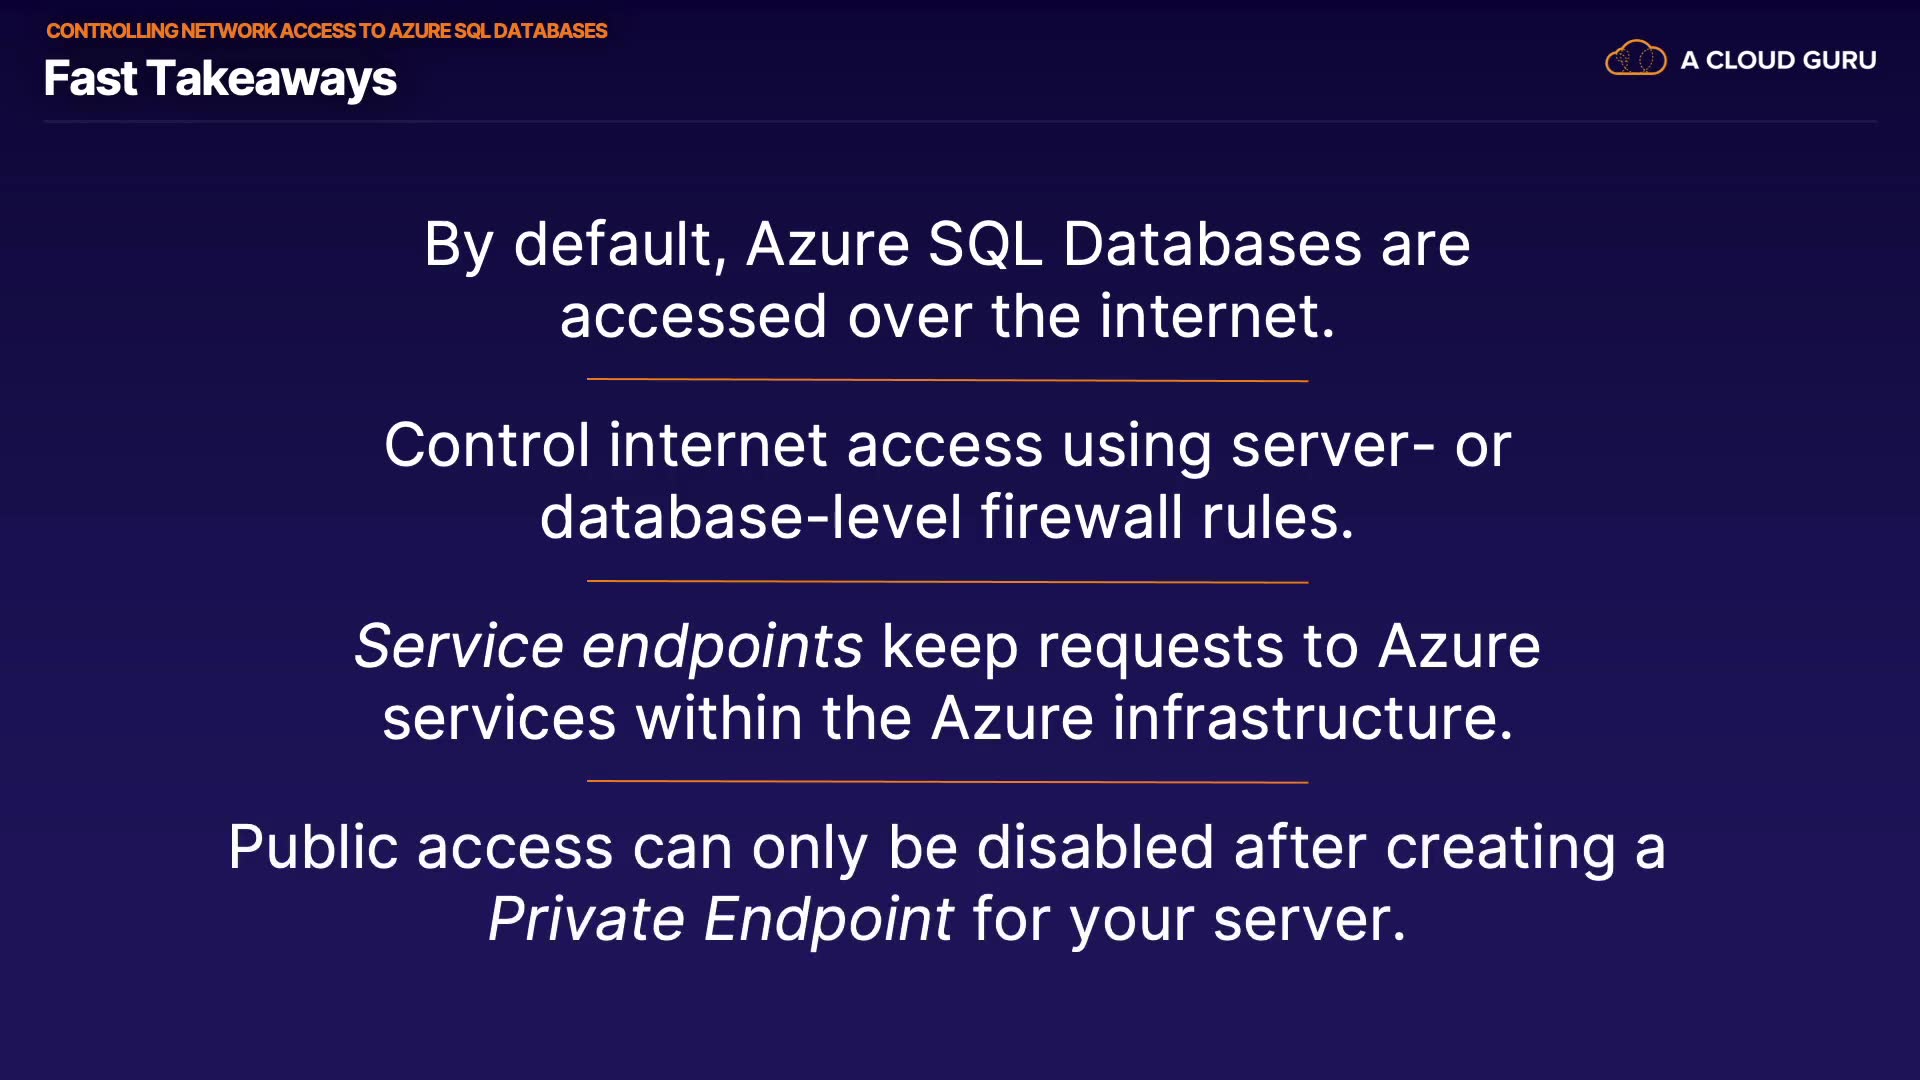 CONTROLLING NETWORK ACCESS TO AZURE SQL DATABASES
Fast Takeaways
A CLOUD GURU
By default, Azure SQL Databases are
accessed over the internet.
Control internet access using server- or
database-level firewall rules.
Service endpoints keep requests to Azure
services within the Azure infrastructure.
Public access can only be disabled after creating a
Private Endpoint for your server.